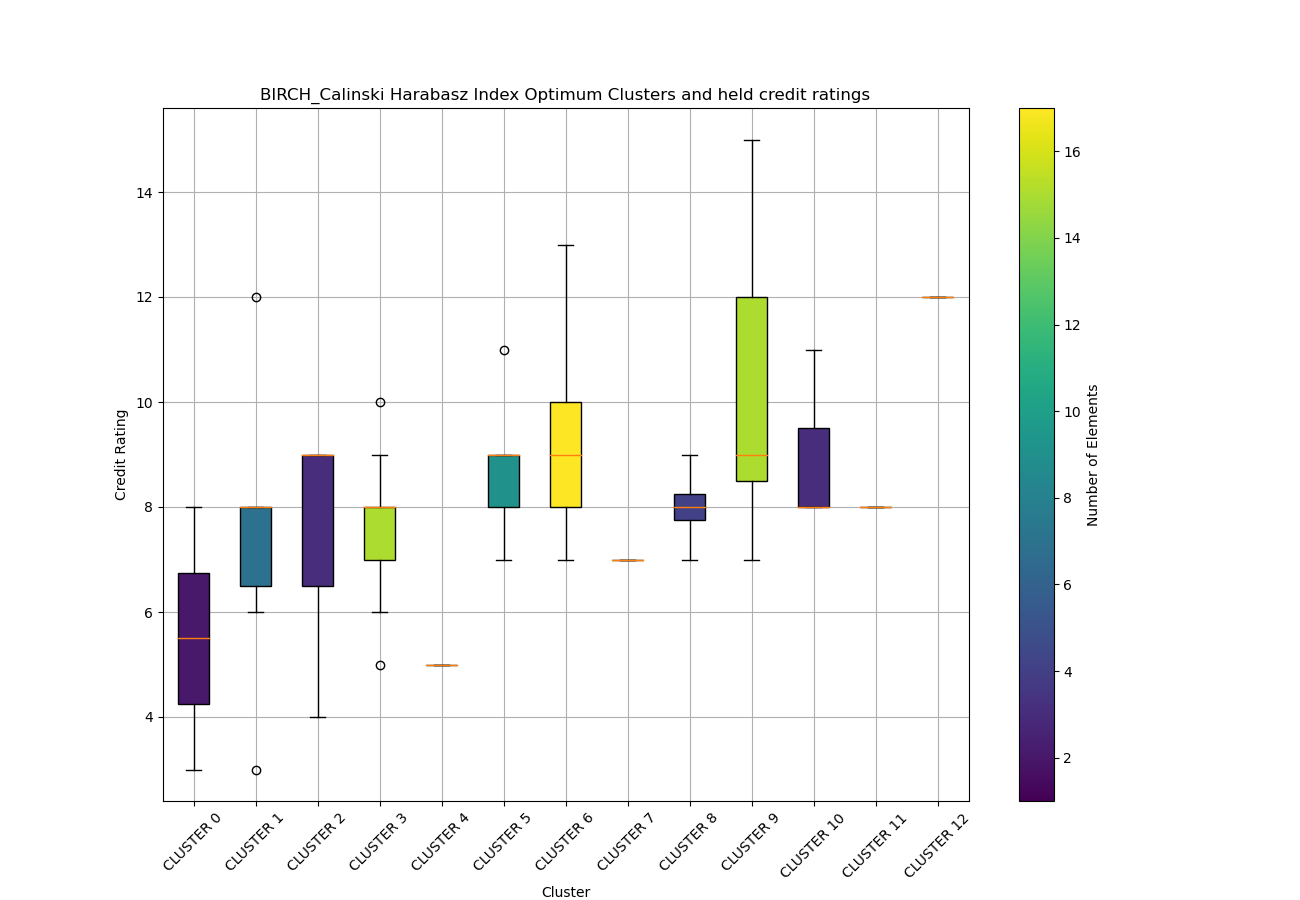 BIRCH_Calinski Harabasz Index Optimum Clusters and held credit ratings
Credit Rating
14
12
10
8
6
4
CLUSTER 0
CLUSTER 1
CLUSTER 2
CLUSTER 3
CLUSTER 4
CLUSTER 5
CLUSTER 6
CLUSTER 7
CLUSTER 8
CLUSTER 9
CLUSTER 10
CLUSTER 11
CLUSTER 12
Cluster
16
14
12
10
8
6
4
2
Number of Elements